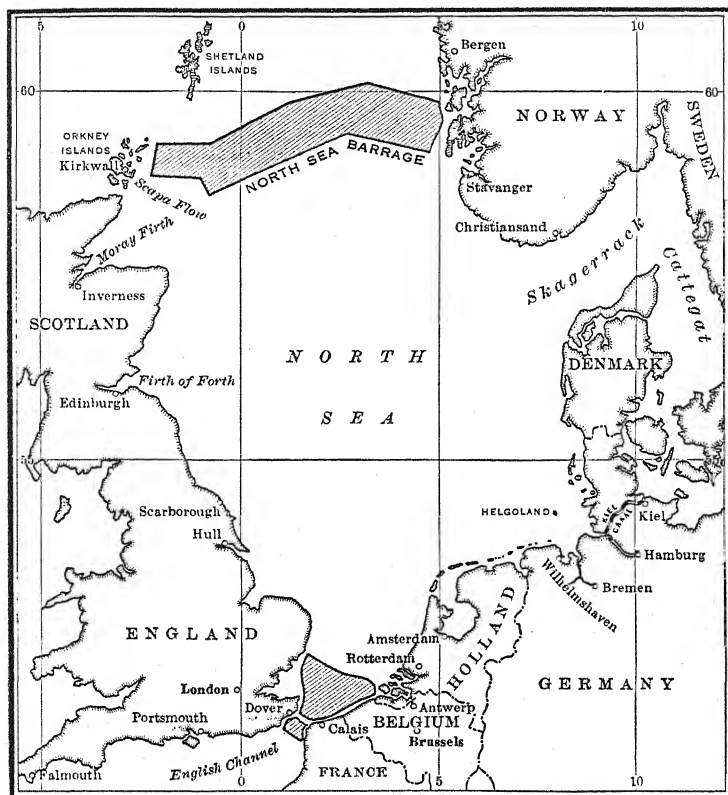 5
0
5
10
Bergen
SHETLAND
ISLANDS
60
60
NORWAY
SWEDEN
ORKNEY
ISLANDS
Kirkwall
NORTH SEA BARRAGE
Scapa Flow
Stavanger
Moray Firth
Christiansand
Skagerrack
Cattegat
Inverness
SCOTLAND
NORTH
SEA
DENMARK
Firth of Forth
Edinburgh
Scarborough
Hull
HELGOLAND
KIEL
CANAL
Kiel
Hamburg
Wilhelmshaven
Bremen
ENGLAND
HOLLAND
Amsterdam
Rotterdam
GERMANY
London
Dover
Antwerp
BELGIUM
Portsmouth
Calais
Brussels
English Channel
Falmouth
FRANCE
5
0
5
10